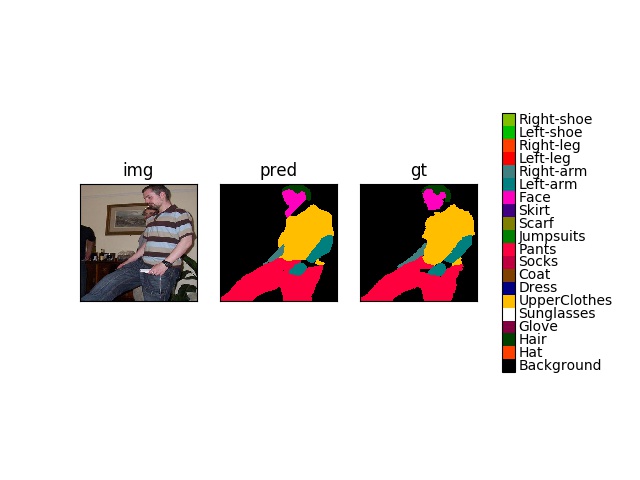 img
pred
gt
Right-shoe
Left-shoe
Right-leg
Left-leg
Right-arm
Left-arm
Face
Skirt
Scarf
Jumpsuits
Pants
Socks
Coat
Dress
UpperClothes
Sunglasses
Glove
Hair
Hat
Background